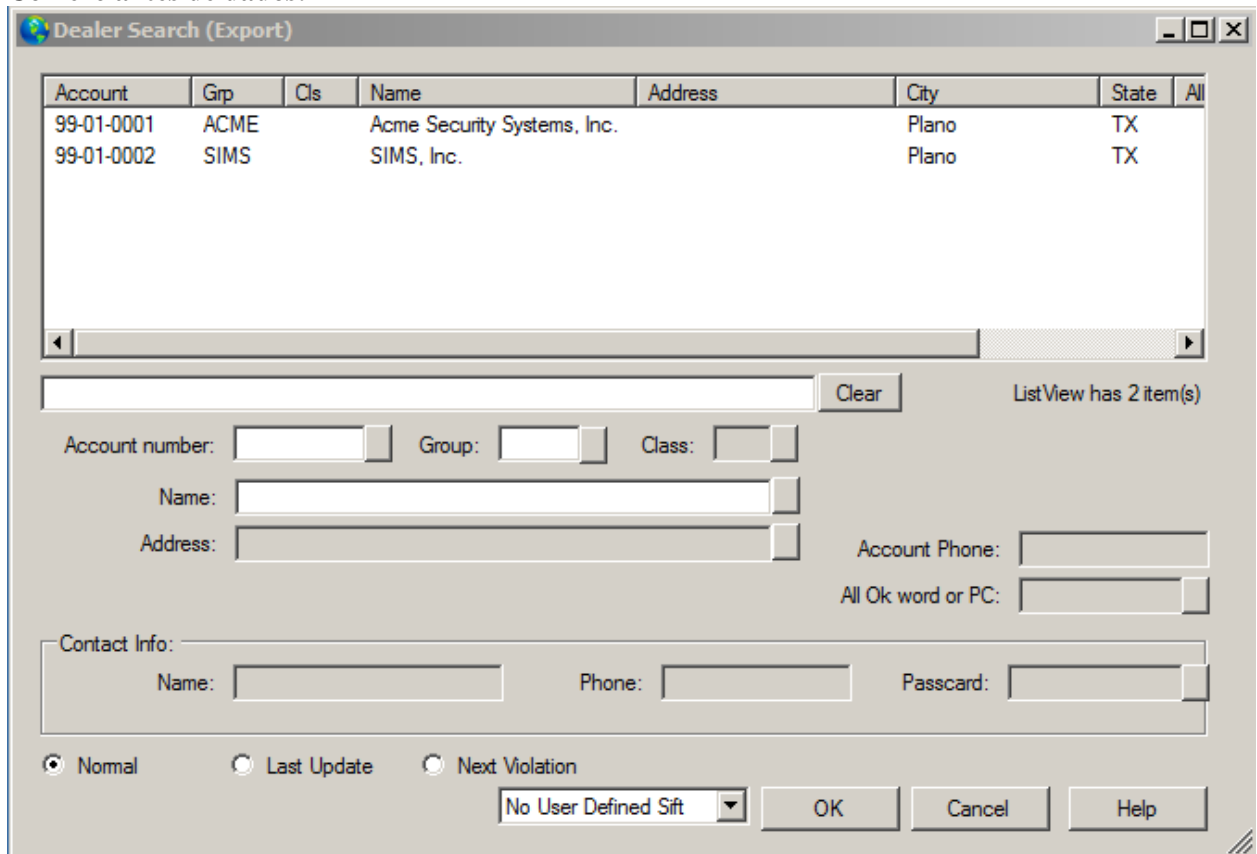 Dealer Search (Export)
Account Grp Cls Name Address City State All
99-01-0001 ACME Acme Security Systems, Inc. Plano TX
99-01-0002 SIMS SIMS, Inc. Plano TX
Clear ListView has 2 item(s)
Account number: Group: Class:
Name:
Address:
Account Phone:
All Ok word or PC:
Contact Info:
Name: Phone: Passcard:
Normal Last Update Next Violation
No User Defined Sift OK Cancel Help